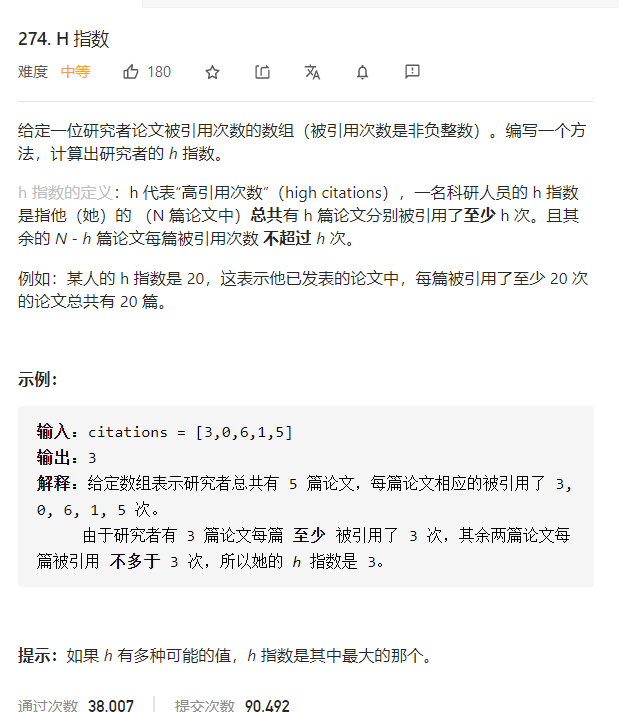 274. H 指数
难度 中等 180
给定一位研究者论文被引用次数的数组（被引用次数是非负整数）。编写一个方
法，计算出研究者的 h 指数。
h 指数的定义：h 代表“高引用次数”（high citations），一名科研人员的 h 指数
是指他（她）的 （N 篇论文中）总共有 h 篇论文分别被引用了至少 h 次。且其
余的 N - h 篇论文每篇被引用次数 不超过 h 次。
例如：某人的 h 指数是 20，这表示他已发表的论文中，每篇被引用了至少 20 次
的论文总共有 20 篇。
示例：
输入：citations = [3,0,6,1,5]
输出：3
解释：给定数组表示研究者总共有 5 篇论文，每篇论文相应的被引用了 3,
0, 6, 1, 5 次。
由于研究者有 3 篇论文每篇 至少 被引用了 3 次，其余两篇论文每
篇被引用 不多于 3 次，所以她的 h 指数是 3。
提示：如果 h 有多种可能的值，h 指数是其中最大的那个。
通过次数 38,007 提交次数 90,492